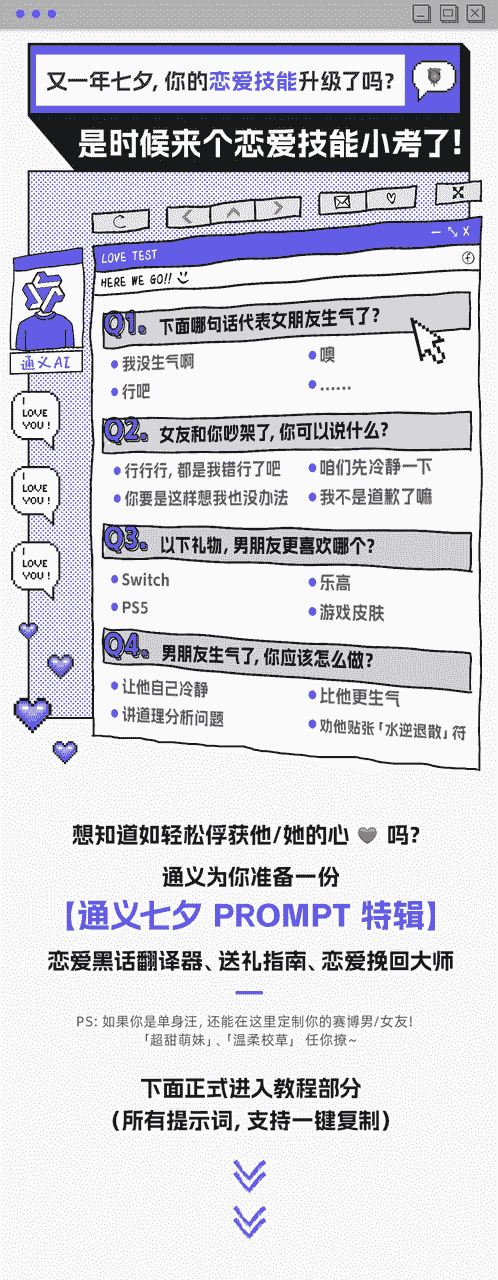 又一年七夕, 你的恋爱技能升级了吗?
是时候来个恋爱技能小考了!
LOVE TEST
HERE WE GO!!
通义AI
I LOVE YOU!
I LOVE YOU!
I LOVE YOU!
Q1. 下面哪句话代表女朋友生气了?
我没生气啊
噢
行吧
......
Q2. 女友和你吵架了, 你可以说什么?
行行行, 都是我错行了吧
咱们先冷静一下
你要是这样想我也没办法
我不是道歉了嘛
Q3. 以下礼物, 男朋友更喜欢哪个?
Switch
乐高
PS5
游戏皮肤
Q4. 男朋友生气了, 你应该怎么做?
让他自己冷静
比他更生气
讲道理分析问题
劝他贴张「水逆退散」符
想知道如轻松俘获他/她的心 吗?
通义为你准备一份
【通义七夕 PROMPT 特辑】
恋爱黑话翻译器、送礼指南、恋爱挽回大师
PS: 如果你是单身汪, 还能在这里定制你的赛博男/女友!
「超甜萌妹」、「温柔校草」 任你撩~
下面正式进入教程部分
(所有提示词, 支持一键复制)